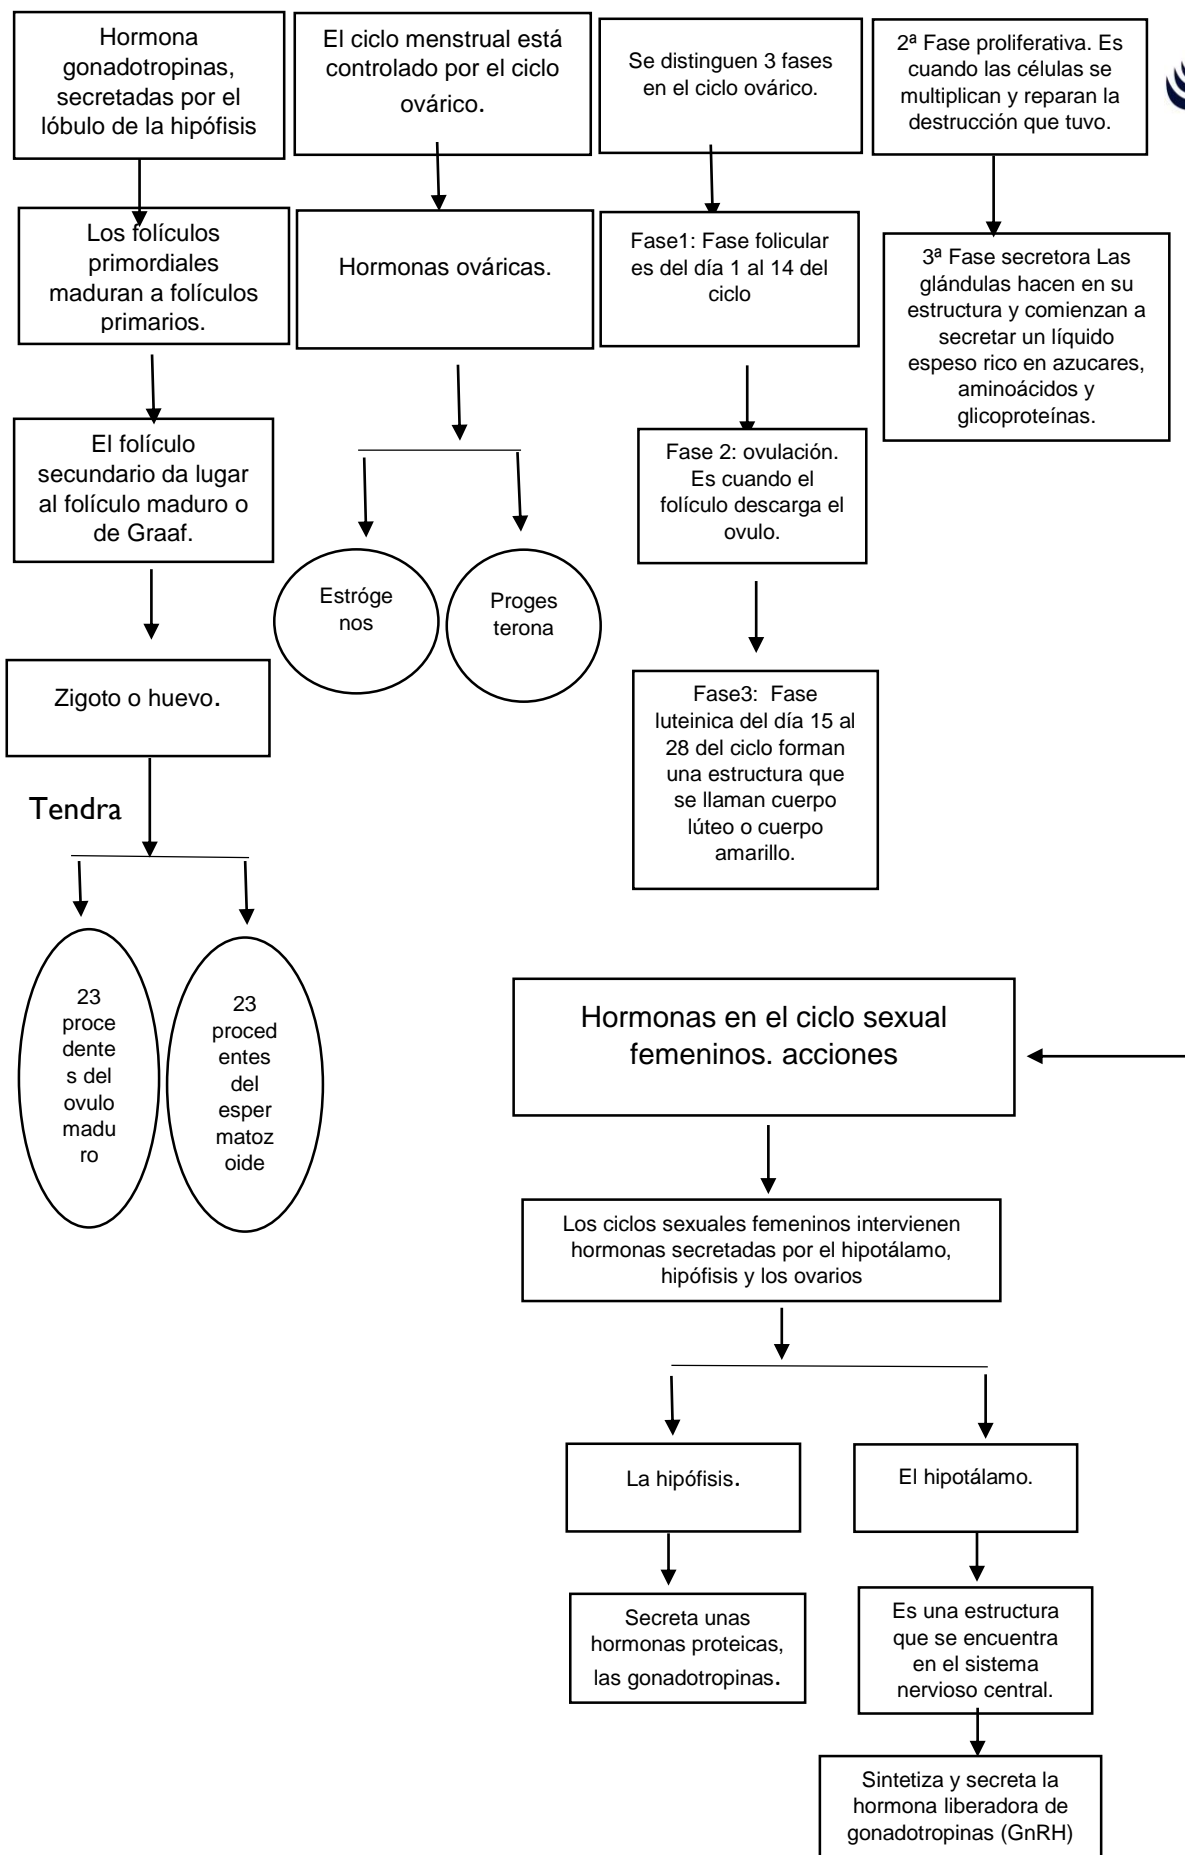 Hormona
gonadotropinas,
secretadas por el
lóbulo de la hipófisis
Los folículos
primordiales
maduran a folículos
primarios.
El folículo
secundario da lugar
al folículo maduro o
de Graaf.
Zigoto o huevo.
Tendra
23
proce
dente
s del
ovulo
madu
ro
23
proced
entes
del
esper
matoz
oide
El ciclo menstrual está
controlado por el ciclo
ovárico.
Hormonas ováricas.
Estróge
nos
Proges
terona
Se distinguen 3 fases
en el ciclo ovárico.
Fase1: Fase folicular
es del día 1 al 14 del
ciclo
Fase 2: ovulación.
Es cuando el
folículo descarga el
ovulo.
Fase3: Fase
luteinica del día 15 al
28 del ciclo forman
una estructura que
se llaman cuerpo
lúteo o cuerpo
amarillo.
2ª Fase proliferativa. Es
cuando las células se
multiplican y reparan la
destrucción que tuvo.
3ª Fase secretora Las
glándulas hacen en su
estructura y comienzan a
secretar un líquido
espeso rico en azucares,
aminoácidos y
glicoproteínas.
Hormonas en el ciclo sexual
femeninos. acciones
Los ciclos sexuales femeninos intervienen
hormonas secretadas por el hipotálamo,
hipófisis y los ovarios
La hipófisis.
Secreta unas
hormonas proteicas,
las gonadotropinas.
El hipotálamo.
Es una estructura
que se encuentra
en el sistema
nervioso central.
Sintetiza y secreta la
hormona liberadora de
gonadotropinas (GnRH)